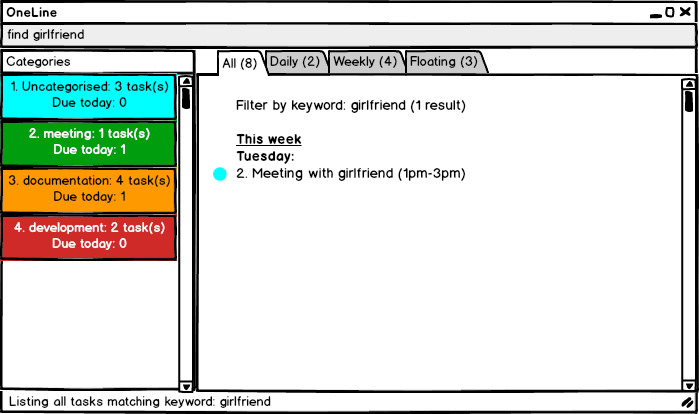 OneLine
find girlfriend
Categories
1. Uncategorised: 3 task(s)
Due today: 0
2. meeting: 1 task(s)
Due today: 1
3. documentation: 4 task(s)
Due today: 1
4. development: 2 task(s)
Due today: 0
All (8)
Daily (2)
Weekly (4)
Floating (3)
Filter by keyword: girlfriend (1 result)
This week
Tuesday:
2. Meeting with girlfriend (1pm-3pm)
Listing all tasks matching keyword: girlfriend